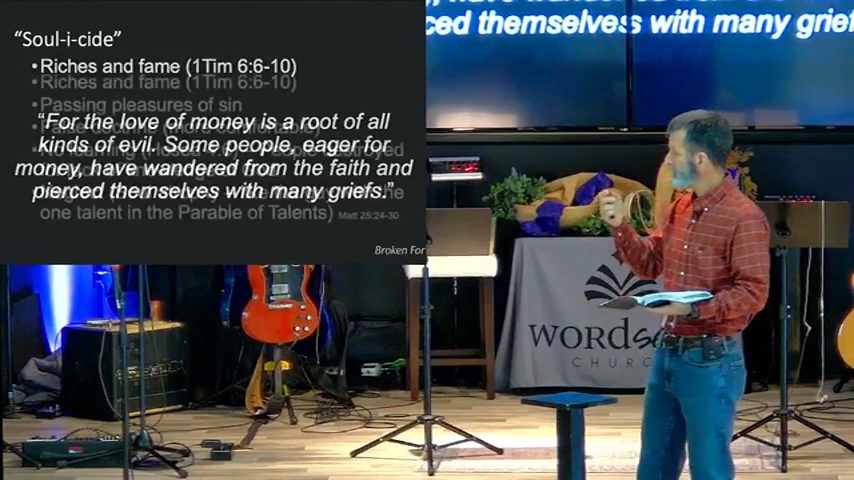 "Soul-i-cide"
•Riches and fame (1Tim 6:6-10)
•Riches and fame (1Tim 6:6-10)
•Passing pleasures of sin
"For the love of money is a root of all
kinds of evil. Some people, eager for
money, have wandered from the faith and
pierced themselves with many griefs."
one talent in the Parable of Talents) Matt 25:24-30
Broken For
ced themselves with many grief
WORDs
CHURC